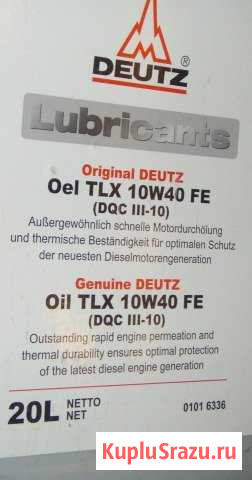 DEUTZ®
Lubricants
Original DEUTZ
Oel TLX 10W40 FE
(DQC III-10)
Außergewöhnlich schnelle Motordurchölung
und thermische Beständigkeit für optimalen Schutz
der neuesten Dieselmotorengeneration
Genuine DEUTZ
Oil TLX 10W40 FE
(DQC III-10)
Outstanding rapid engine permeation and
thermal durability ensures optimal protection
of the latest diesel engine generation
20L NETTO NET 0101 6336
KupluSrazu.ru